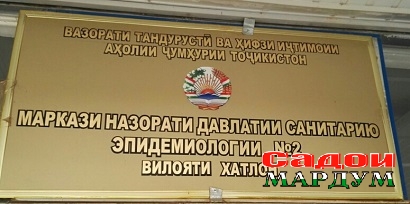 ВАЗОРАТИ ТАНДУРУСТӢ ВА ҲИФЗИ ИҶТИМОИИ
АҲОЛИИ ҶУМҲУРИИ ТОҶИКИСТОН
МАРКАЗИ НАЗОРАТИ ДАВЛАТИИ САНИТАРИЮ
ЭПИДЕМИОЛОГИИ №2
ВИЛОЯТИ ХАТЛОН
Садои
МАРДУМ